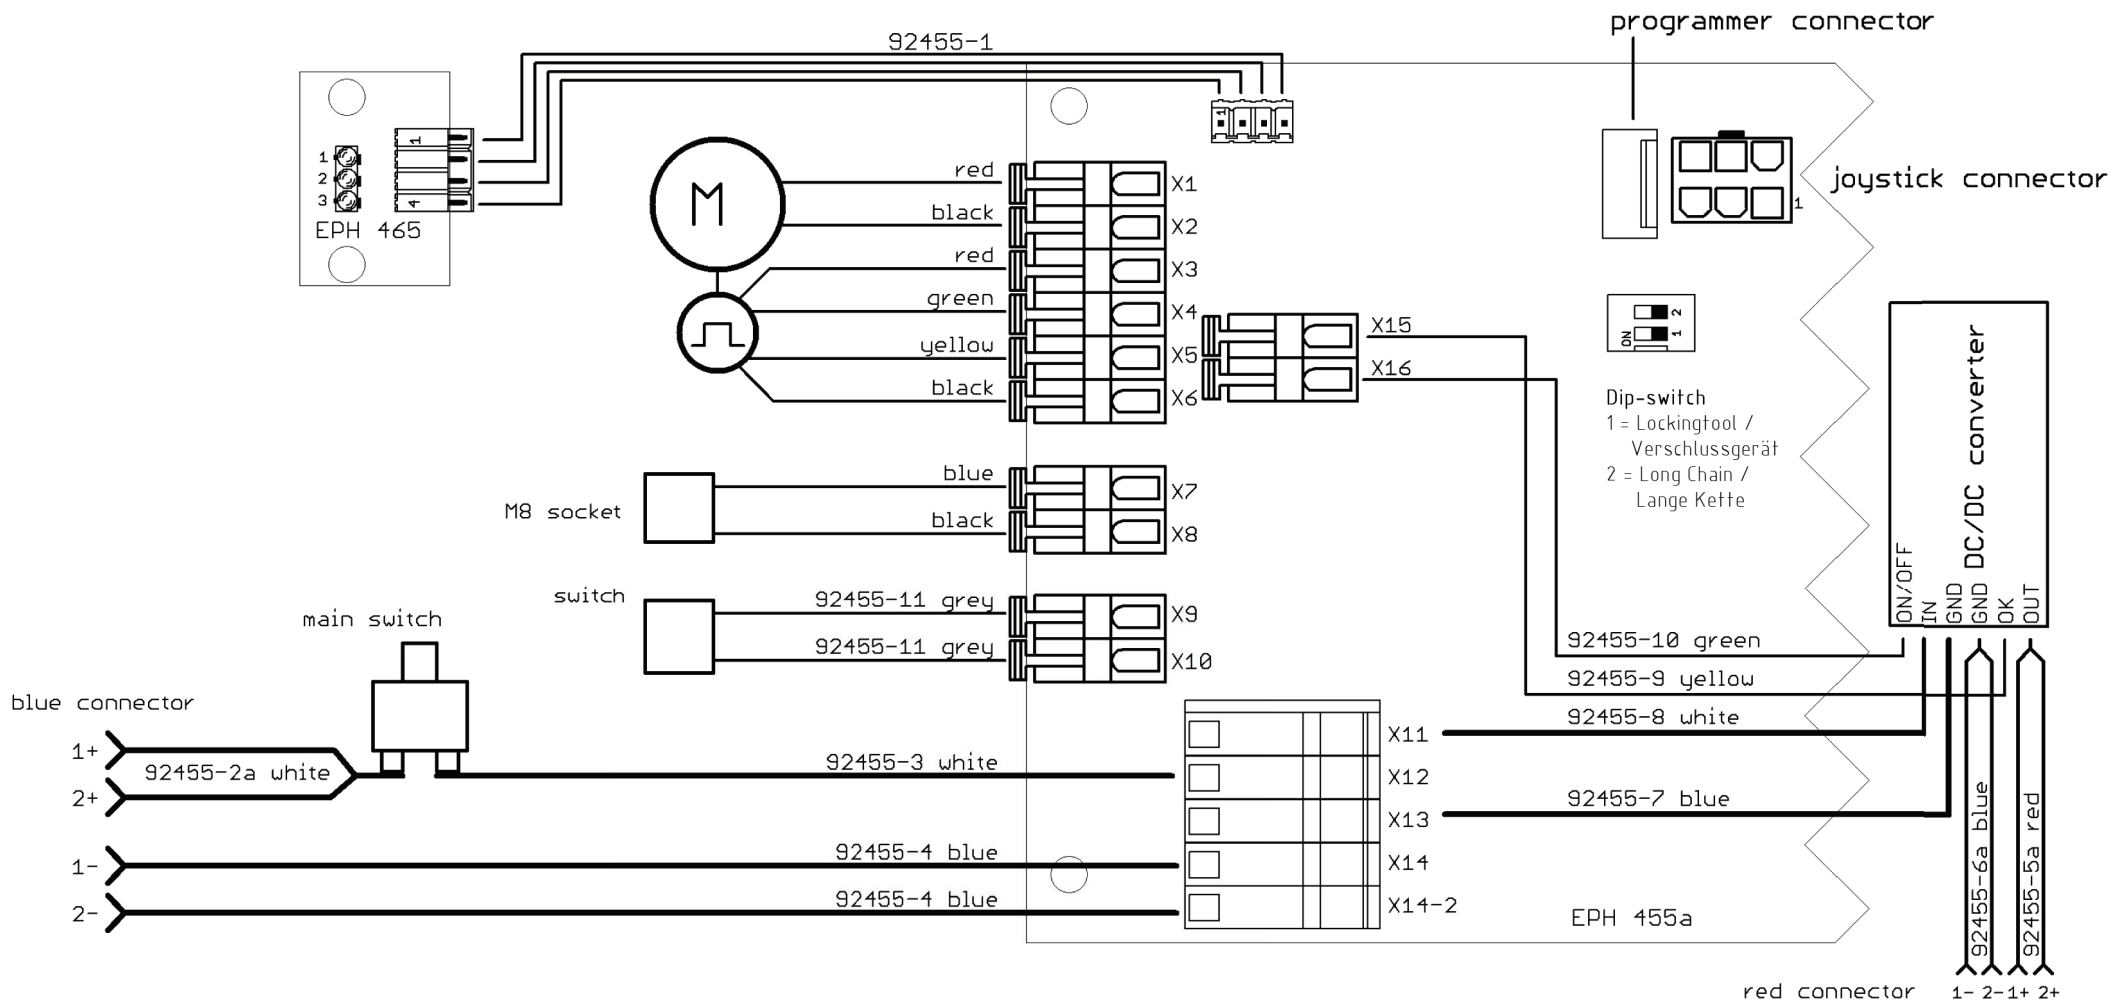 programmer connector
92455-1
1
1
1
2
3
4
EPH 465
M
red
X1
black
X2
red
X3
green
X4
yellow
X5
black
X6
X15
X16
joystick connector
1
2
1
ON
Dip-switch
1 = Lockingtool /
Verschlussgerät
2 = Long Chain /
Lange Kette
DC/DC converter
ON/OFF
IN
GND
GND
OK
OUT
M8 socket
blue
X7
black
X8
switch
92455-11 grey
X9
92455-11 grey
X10
main switch
blue connector
1+
92455-2a white
2+
1-
2-
92455-3 white
92455-4 blue
92455-4 blue
X11
X12
X13
X14
X14-2
92455-10 green
92455-9 yellow
92455-8 white
92455-7 blue
92455-6a blue
92455-5a red
EPH 455a
red connector
1- 2- 1+ 2+